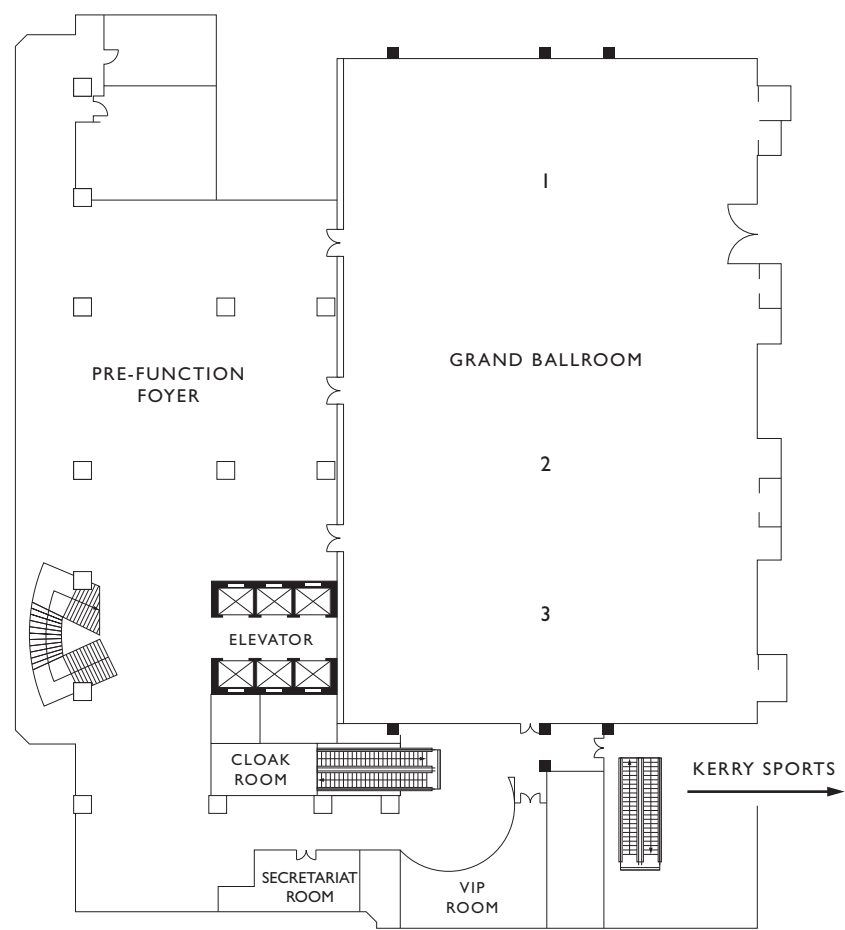 1
GRAND BALLROOM
PRE-FUNCTION
FOYER
2
3
ELEVATOR
CLOAK
ROOM
KERRY SPORTS
SECRETARIAT
ROOM
VIP
ROOM